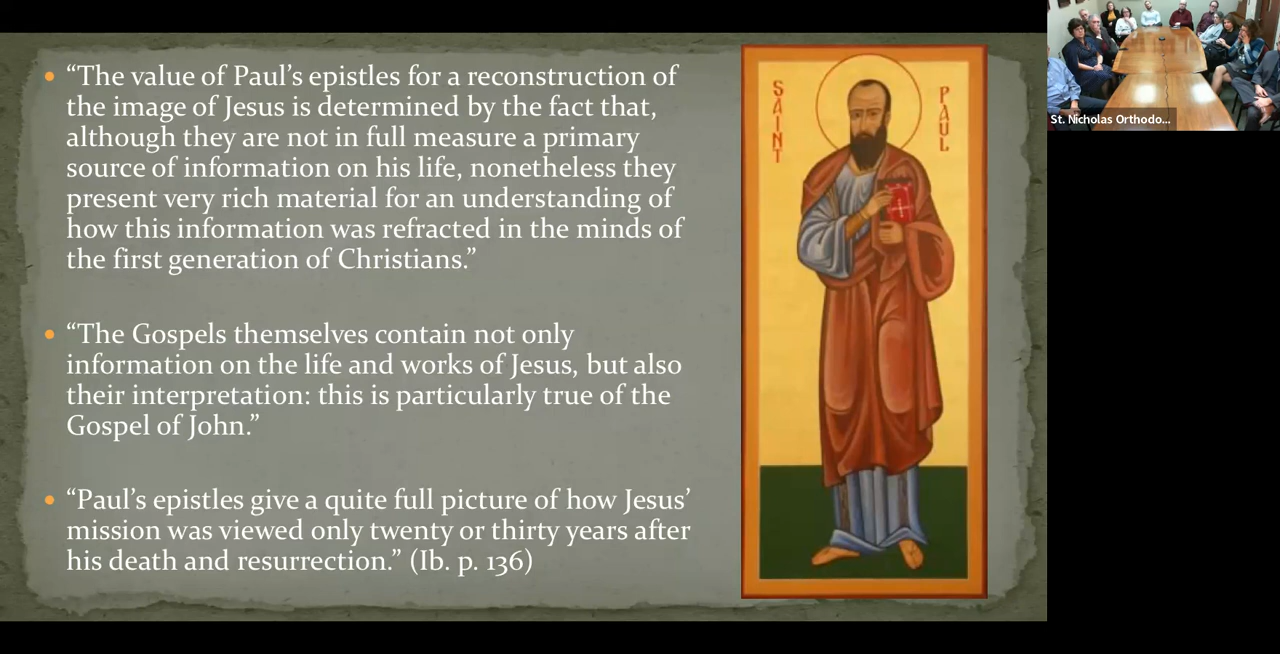 “The value of Paul’s epistles for a reconstruction of
the image of Jesus is determined by the fact that,
although they are not in full measure a primary
source of information on his life, nonetheless they
present very rich material for an understanding of
how this information was refracted in the minds of
the first generation of Christians.”
“The Gospels themselves contain not only
information on the life and works of Jesus, but also
their interpretation: this is particularly true of the
Gospel of John.”
“Paul’s epistles give a quite full picture of how Jesus’
mission was viewed only twenty or thirty years after
his death and resurrection.” (Ib. p. 136)
SAINT
PAUL
St. Nicholas Orthodo...